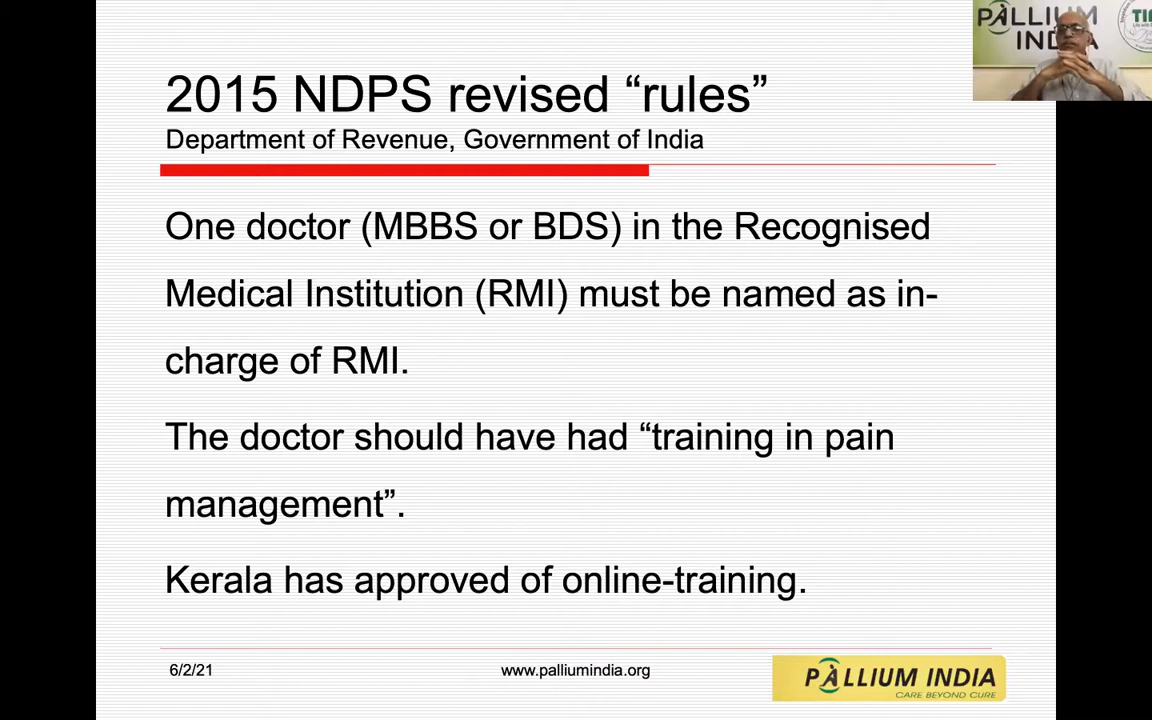 PALLIUM
INDIA
2015 NDPS revised “rules”
Department of Revenue, Government of India
One doctor (MBBS or BDS) in the Recognised
Medical Institution (RMI) must be named as in-
charge of RMI.
The doctor should have had “training in pain
management”.
Kerala has approved of online-training.
6/2/21
www.palliumindia.org
PALLIUM INDIA
CARE BEYOND CURE